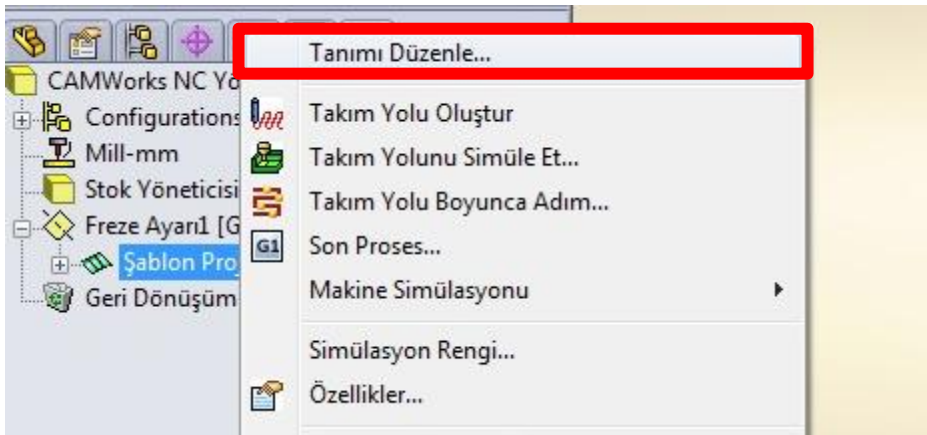 Tanımı Düzenle...
CAMWorks NC Yö
Configurations
Takım Yolu Oluştur
Mill-mm
Takım Yolunu Simüle Et...
Stok Yöneticisi
Takım Yolu Boyunca Adım...
Freze Ayarı1 [G
G1
Son Proses...
Şablon Proj
Geri Dönüşüm
Makine Simülasyonu
Simülasyon Rengi...
Özellikler...